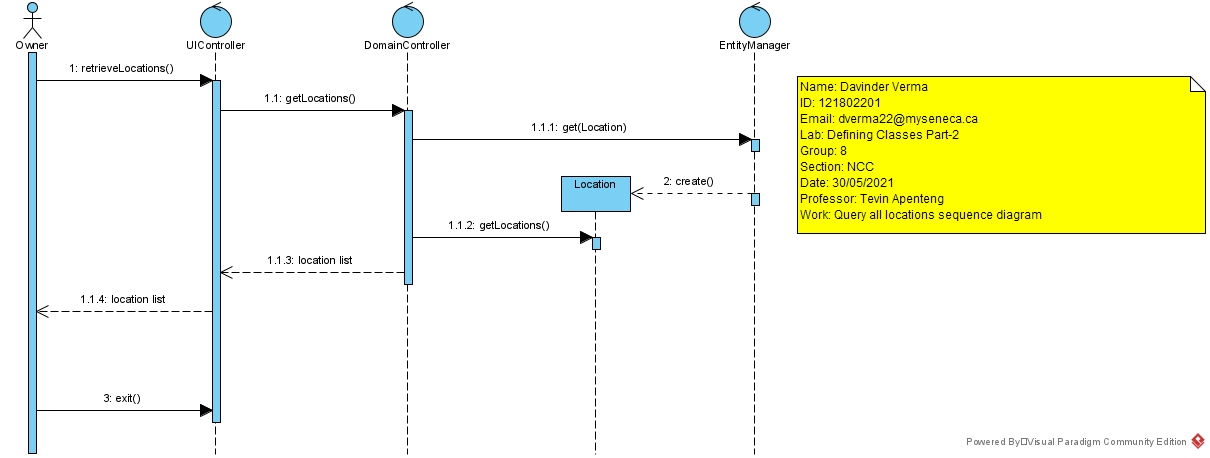 Owner
UIController
DomainController
EntityManager
1: retrieveLocations()
1.1: getLocations()
1.1.1: get(Location)
Location
2: create()
1.1.2: getLocations()
1.1.3: location list
1.1.4: location list
3: exit()
Name: Davinder Verma
ID: 121802201
Email: dverma22@myseneca.ca
Lab: Defining Classes Part-2
Group: 8
Section: NCC
Date: 30/05/2021
Professor: Tevin Apenteng
Work: Query all locations sequence diagram
Powered By□Visual Paradigm Community Edition